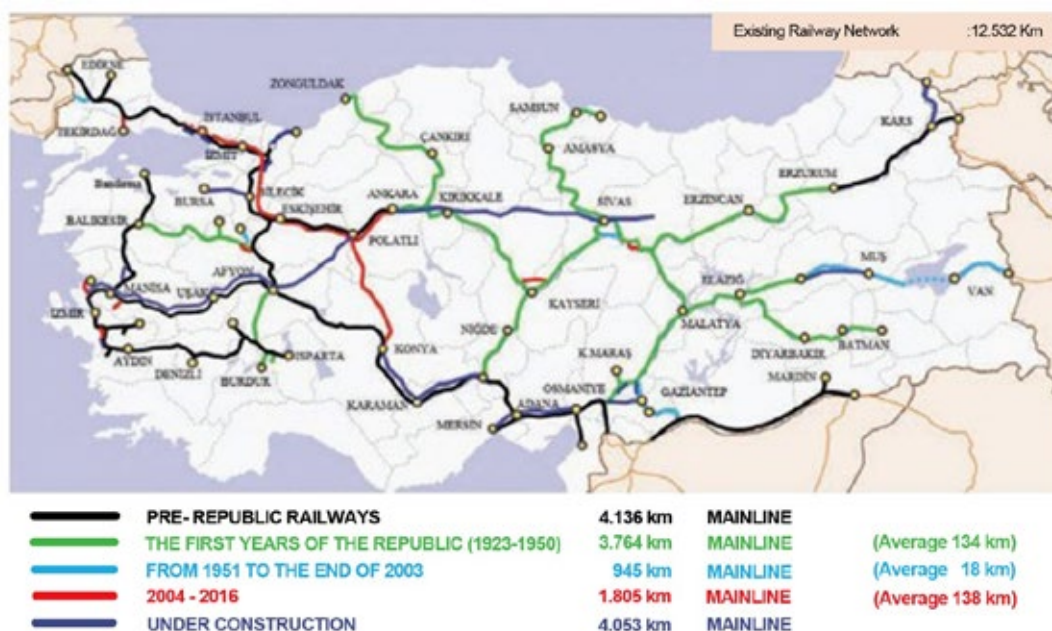 Existing Railway Network :12.532 Km
EDİRNE
ZONGULDAK
SAMSUN
İSTANBUL
KARS
TEKİRDAĞ
İZMİT
ÇANKIRI
AMASYA
ERZURUM
Bandırma
BURSA
BİLECİK
ANKARA
KIRIKKALE
SIVAS
ERZINCAN
BALIKESİR
ESKİŞEHİR
POLATLI
MUŞ
AFYON
ELAZIĞ
MANİSA
UŞAK
KAYSERİ
VAN
İZMİR
MALATYA
NİĞDE
KONYA
DİYARBAKIR
BATMAN
AYDIN
ISPARTA
K.MARAŞ
DENİZLİ
BURDUR
MARDİN
OSMANİYE
GAZİANTEP
KARAMAN
ADANA
MERSİN
PRE- REPUBLIC RAILWAYS 4.136 km MAINLINE
THE FIRST YEARS OF THE REPUBLIC (1923-1950) 3.764 km MAINLINE (Average 134 km)
FROM 1951 TO THE END OF 2003 945 km MAINLINE (Average 18 km)
2004 - 2016 1.805 km MAINLINE (Average 138 km)
UNDER CONSTRUCTION 4.053 km MAINLINE